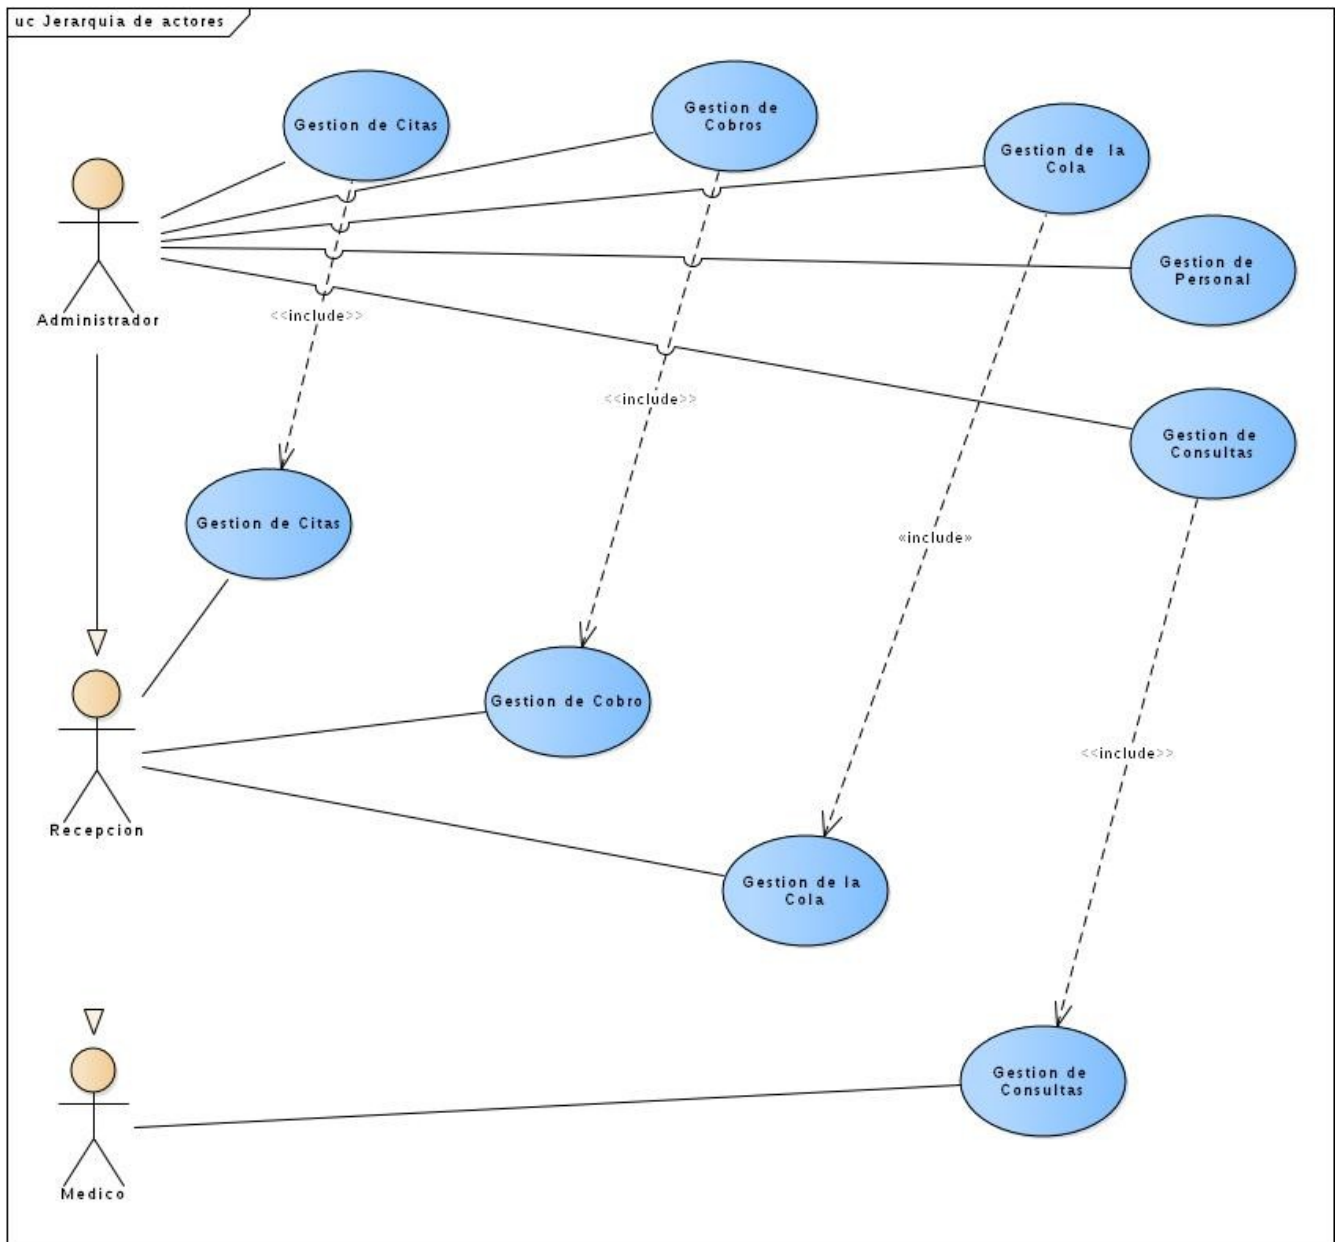 uc Jerarquia de actores
Gestion de Citas
Gestion de
Cobros
Gestion de la
Cola
Gestion de
Personal
Administrador
<<include>>
<<include>>
Gestion de
Consultas
Gestion de Citas
«include»
Gestion de Cobro
<<include>>
Recepcion
Gestion de la
Cola
Gestion de
Consultas
Medico